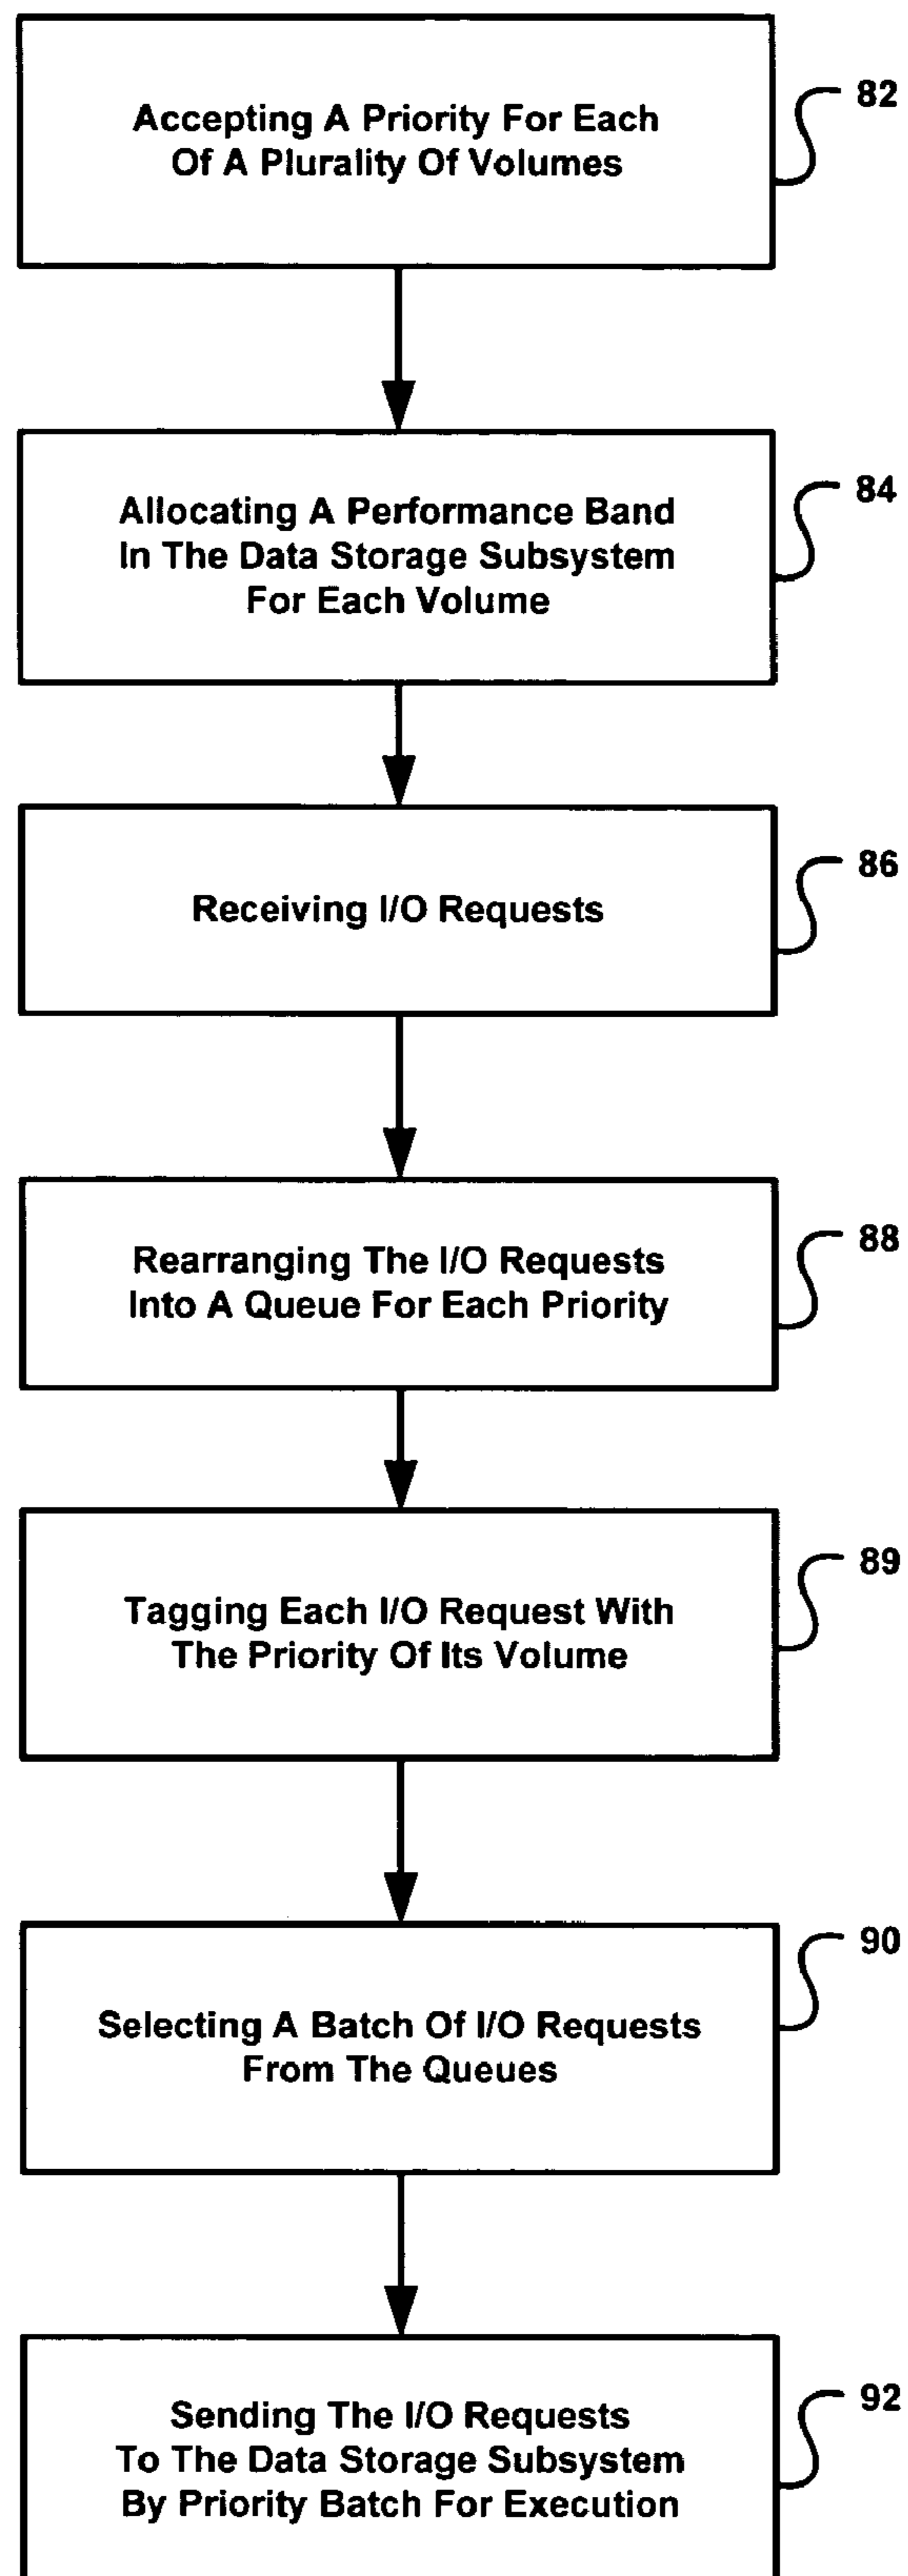 Accepting A Priority For Each
Of A Plurality Of Volumes
82
Allocating A Performance Band
In The Data Storage Subsystem
For Each Volume
84
Receiving I/O Requests
86
Rearranging The I/O Requests
Into A Queue For Each Priority
88
Tagging Each I/O Request With
The Priority Of Its Volume
89
Selecting A Batch Of I/O Requests
From The Queues
90
Sending The I/O Requests
To The Data Storage Subsystem
By Priority Batch For Execution
92